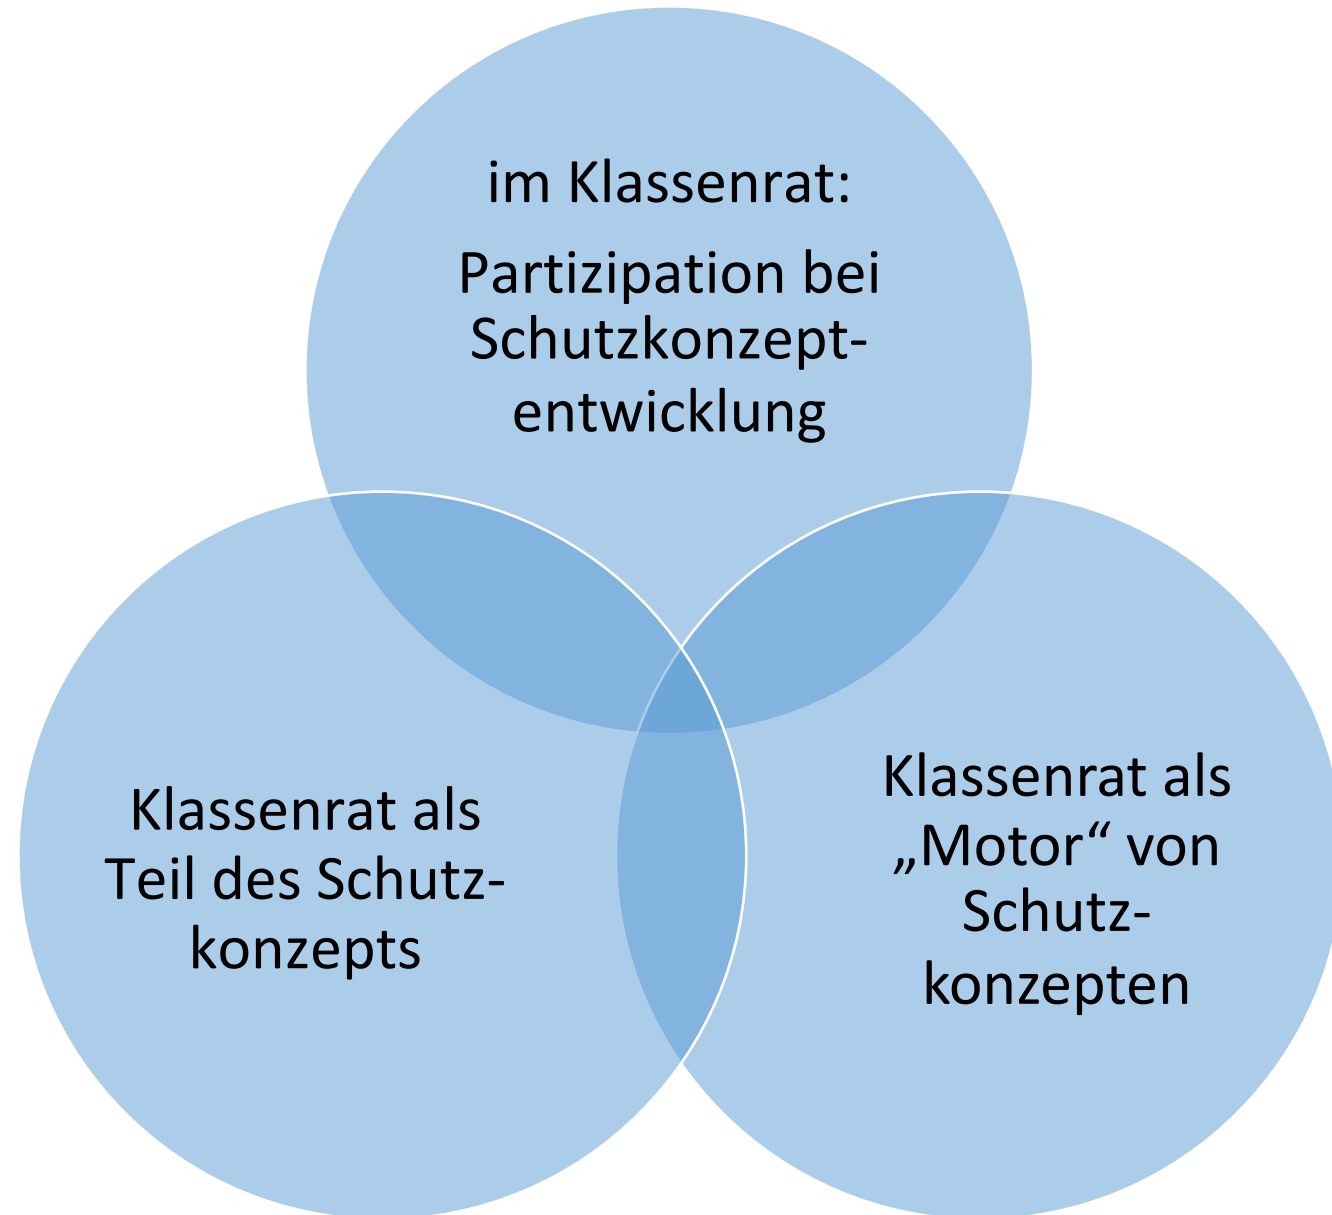 im Klassenrat:
Partizipation bei
Schutzkonzept-
entwicklung
Klassenrat als
Teil des Schutz-
konzepts
Klassenrat als
„Motor“ von
Schutz-
konzepten